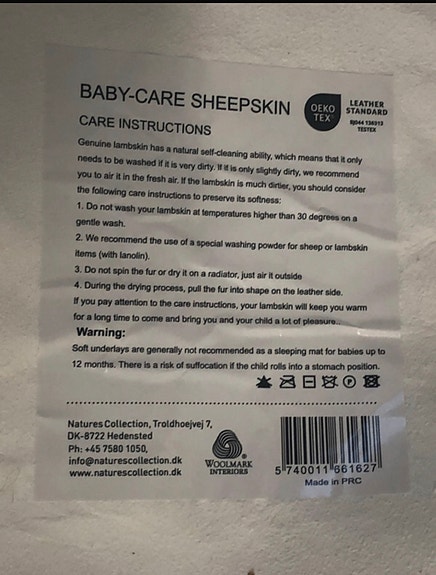 BABY-CARE SHEEPSKIN
OEKO
TEX®
LEATHER
STANDARD
BJ044 136313
TESTEX
CARE INSTRUCTIONS
Genuine lambskin has a natural self-cleaning ability, which means that it only
needs to be washed if it is very dirty. If it is only slightly dirty, we recommend
you to air it in the fresh air. If the lambskin is much dirtier, you should consider
the following care instructions to preserve its softness:
1. Do not wash your lambskin at temperatures higher than 30 degrees on a
gentle wash.
2. We recommend the use of a special washing powder for sheep or lambskin
items (with lanolin).
3. Do not spin the fur or dry it on a radiator, just air it outside
4. During the drying process, pull the fur into shape on the leather side.
If you pay attention to the care instructions, your lambskin will keep you warm
for a long time to come and bring you and your child a lot of pleasure..
Warning:
Soft underlays are generally not recommended as a sleeping mat for babies up to
12 months. There is a risk of suffocation if the child rolls into a stomach position.
P
Natures Collection, Troldhoejvej 7,
DK-8722 Hedensted
Ph: +45 7580 1050,
info@naturescollection.dk
www.naturescollection.dk
WOOLMARK
INTERIORS
5 740011 661627
Made in PRC